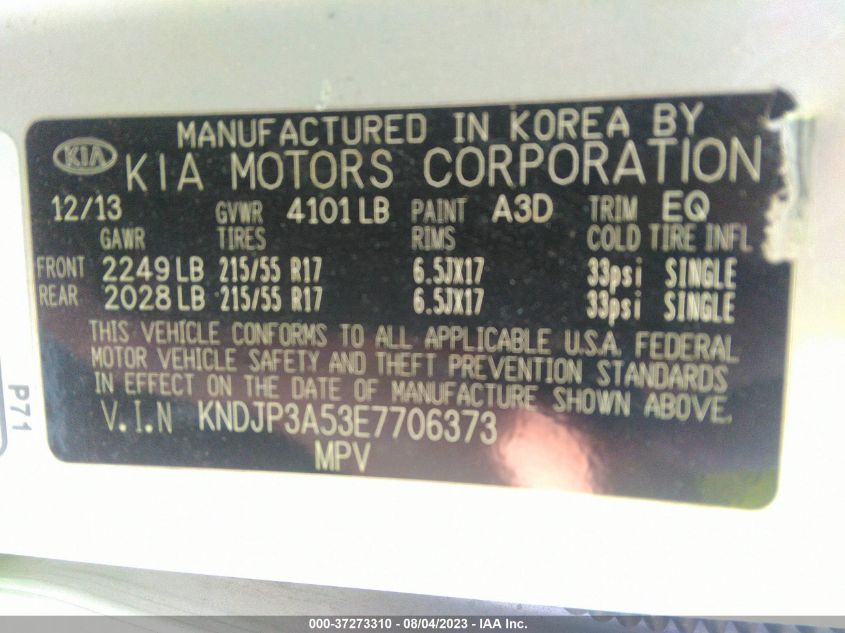 MANUFACTURED IN KOREA BY
KIA KIA MOTORS CORPORATION
12/13 GVWR 4101 LB PAINT A3D TRIM EQ
GAWR TIRES RIMS COLD TIRE INFL
FRONT 2249 LB 215/55 R17 6.5JX17 33psi SINGLE
REAR 2028 LB 215/55 R17 6.5JX17 33psi SINGLE
THIS VEHICLE CONFORMS TO ALL APPLICABLE U.S.A. FEDERAL
MOTOR VEHICLE SAFETY AND THEFT PREVENTION STANDARDS
IN EFFECT ON THE DATE OF MANUFACTURE SHOWN ABOVE.
V.I.N KNDJP3A53E7706373
MPV
P71
000-37273310 - 08/04/2023 - IAA Inc.